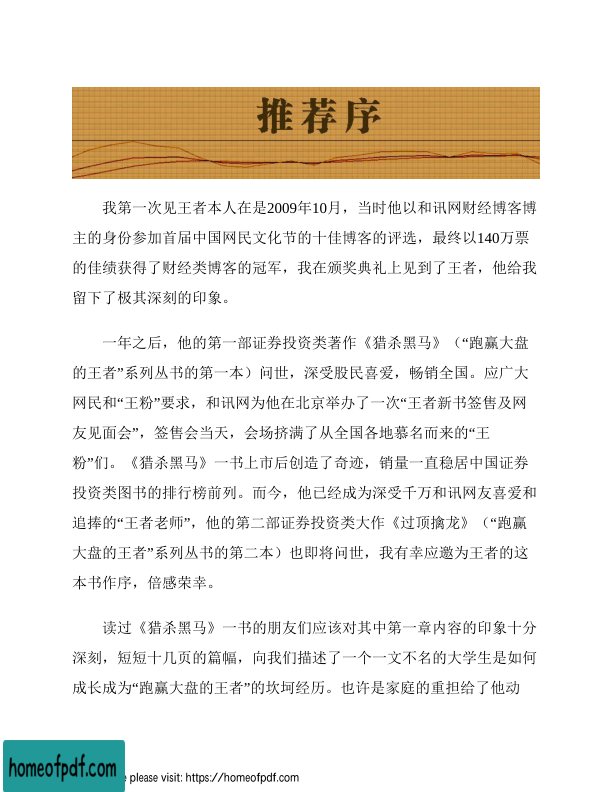 推荐序
我第一次见王者本人在是2009年10月，当时他以和讯网财经博客博
主的身份参加首届中国网民文化节的十佳博客的评选，最终以140万票
的佳绩获得了财经类博客的冠军，我在颁奖典礼上见到了王者，他给我
留下了极其深刻的印象。
一年之后，他的第一部证券投资类著作《猎杀黑马》（“跑赢大盘
的王者”系列丛书的第一本）问世，深受股民喜爱，畅销全国。应广大
网民和“王粉”要求，和讯网为他在北京举办了一次“王者新书签售及网
友见面会”，签售会当天，会场挤满了从全国各地慕名而来的“王
粉”们。《猎杀黑马》一书上市后创造了奇迹，销量一直稳居中国证券
投资类图书的排行榜前列。而今，他已经成为深受千万和讯网友喜爱和
追捧的“王者老师”，他的第二部证券投资类大作《过顶擒龙》（“跑赢
大盘的王者”系列丛书的第二本）也即将问世，我有幸应邀为王者的这
本书作序，倍感荣幸。
读过《猎杀黑马》一书的朋友们应该对其中第一章内容的印象十分
深刻，短短十几页的篇幅，向我们描述了一个一文不名的大学生是如何
成长成为“跑赢大盘的王者”的坎坷经历。也许是家庭的重担给了他动
homeofpdf.com
e please visit: https://homeofpdf.com